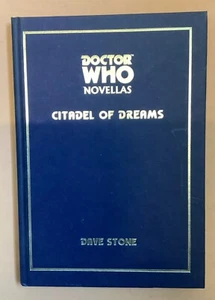 DOCTOR
WHO
NOVELLAS
CITADEL OF DREAMS
DAVE STONE